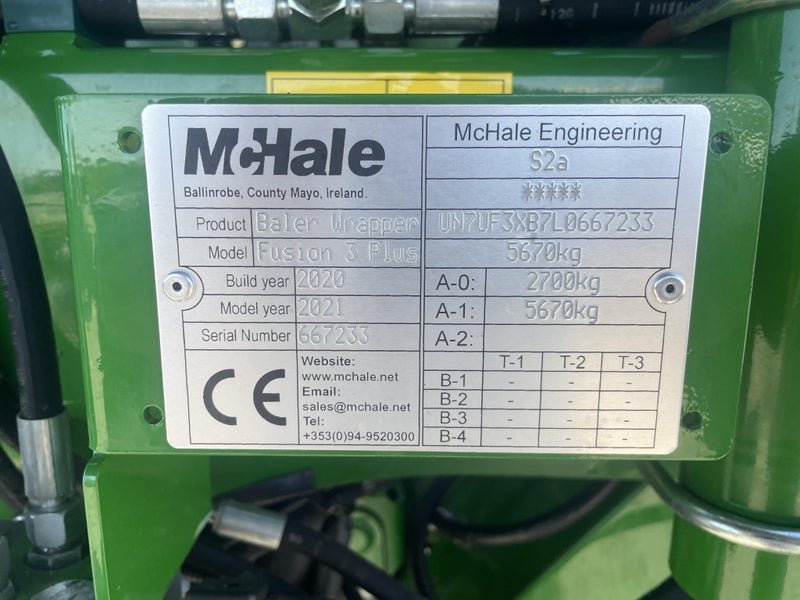 120
McHale
Ballinrobe, County Mayo, Ireland.
Product Baler Wrapper
Model Fusion 3 Plus
Build year 2020
Model year 2021
Serial Number 667233
CE
Website:
www.mchale.net
Email:
sales@mchale.net
Tel:
+353(0)94-9520300
McHale Engineering
S2a
*****
UN7UF3XB7L0667233
5670kg
A-0: 2700kg
A-1: 5670kg
A-2:
T-1 T-2 T-3
B-1 - - -
B-2 - - -
B-3 - - -
B-4 - - -